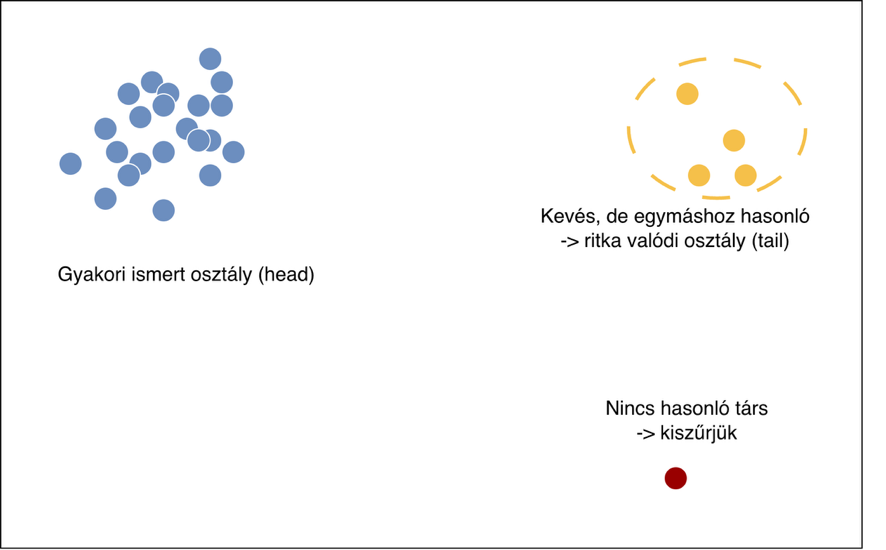 Kevés, de egymáshoz hasonló
-> ritka valódi osztály (tail)
Gyakori ismert osztály (head)
Nincs hasonló társ
-> kiszűrjük